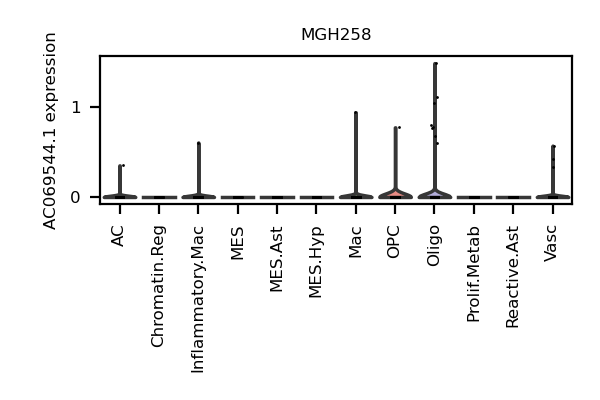 MGH258
AC069544.1 expression
1
0
AC
Chromatin.Reg
Inflammatory.Mac
MES
MES.Ast
MES.Hyp
Mac
OPC
Oligo
Prolif.Metab
Reactive.Ast
Vasc